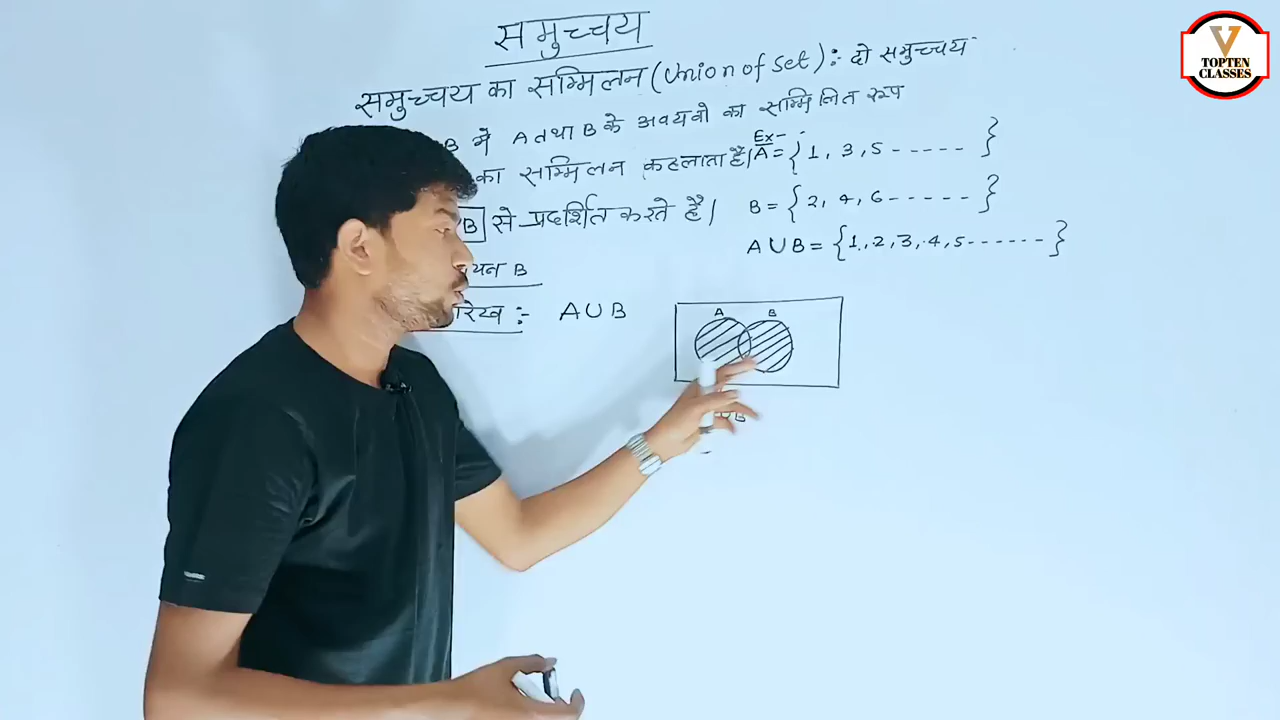 समुच्चय
समुच्चय का सम्मिलन (Union of Set) :- दो समुच्चय
B में A तथा B के अवयवों का सम्मिलित रूप
का सम्मिलन कहलाता है।
B से प्रदर्शित करते हैं।
यन B
रेख :- A∪B
Ex-
A = { 1, 3, 5 ------ }
B = { 2, 4, 6 ------- }
A∪B = { 1, 2, 3, 4, 5 ------- }
A B
∪B
V
TOPTEN
CLASSES